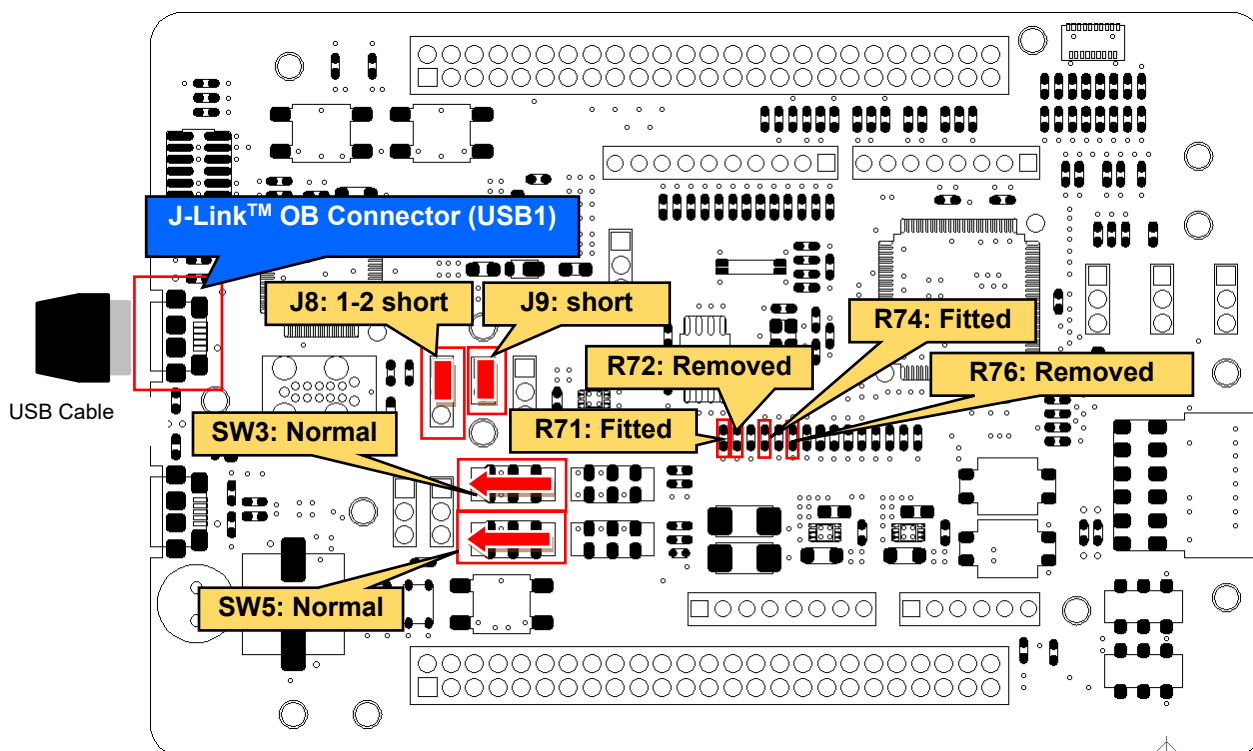 J-Link™ OB Connector (USB1)
J8: 1-2 short
J9: short
R74: Fitted
R72: Removed
R76: Removed
USB Cable
SW3: Normal
R71: Fitted
SW5: Normal